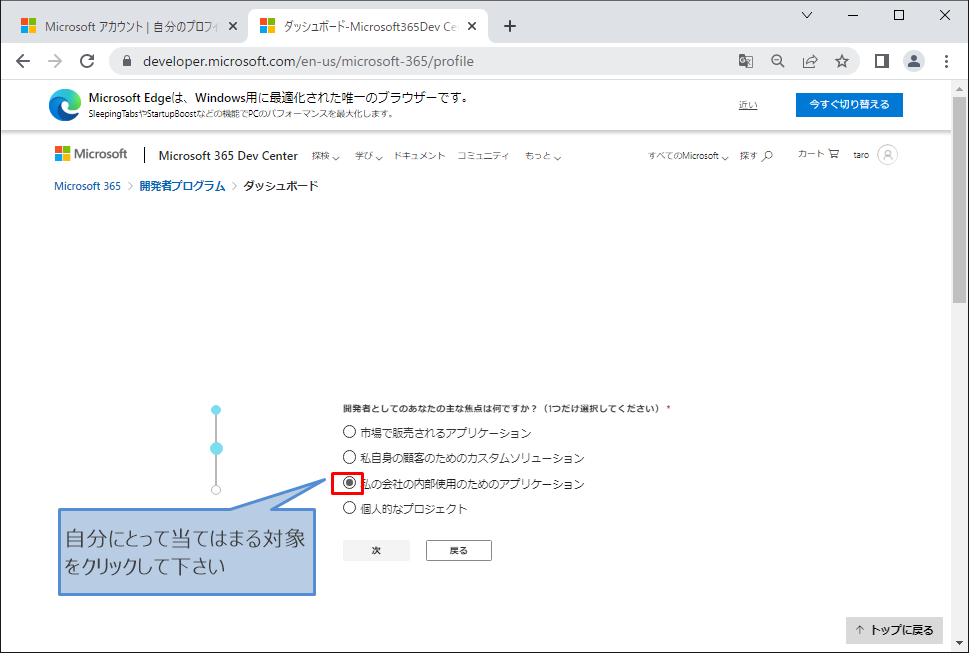 Microsoft アカウント | 自分のプロフィ
ダッシュボード-Microsoft365Dev Ce
developer.microsoft.com/en-us/microsoft-365/profile
Microsoft Edgeは、Windows用に最適化された唯一のブラウザーです。
SleepingTabsやStartupBoostなどの機能でPCのパフォーマンスを最大化します。
近い
今すぐ切り替える
Microsoft
Microsoft 365 Dev Center
探検
学び
ドキュメント
コミュニティ
もっと
すべてのMicrosoft
探す
カート
taro
Microsoft 365 > 開発者プログラム > ダッシュボード
開発者としてのあなたの主な焦点は何ですか？（1つだけ選択してください） *
市場で販売されるアプリケーション
私自身の顧客のためのカスタムソリューション
私の会社の内部使用のためのアプリケーション
個人的なプロジェクト
自分にとって当てはまる対象
をクリックして下さい
次
戻る
↑ トップに戻る